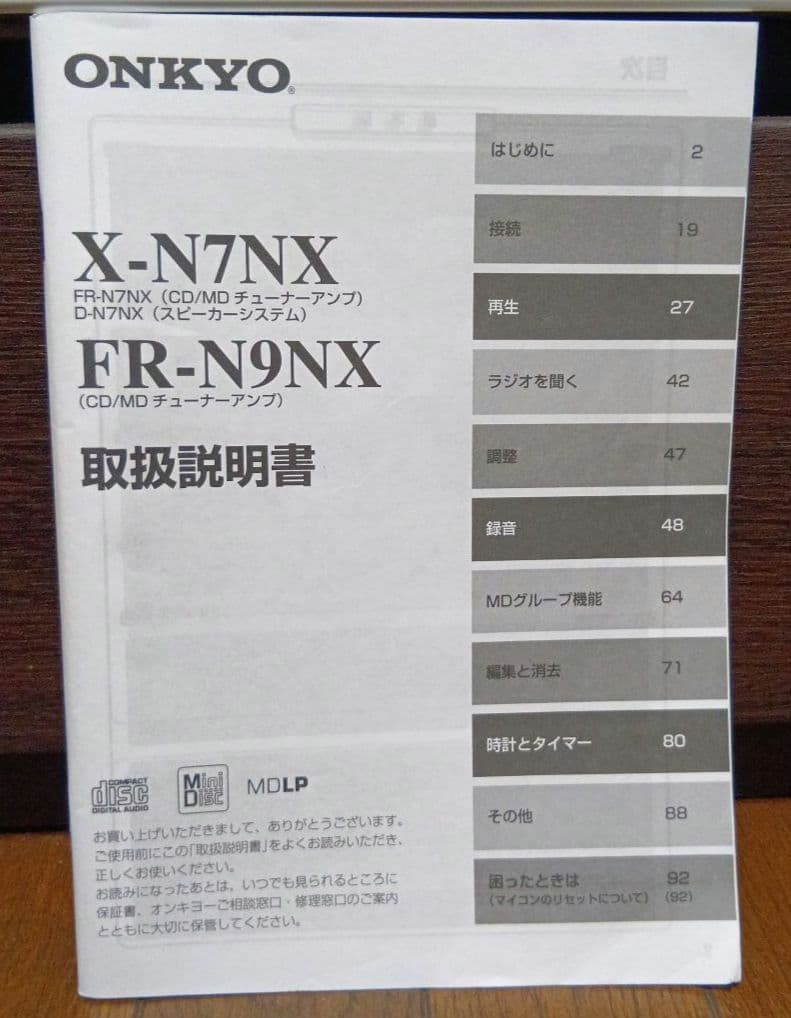 ONKYO®
X-N7NX
FR-N7NX（CD/MD チューナーアンプ）
D-N7NX（スピーカーシステム）
FR-N9NX
（CD/MD チューナーアンプ）
取扱説明書
はじめに 2
接続 19
再生 27
ラジオを聞く 42
調整 47
録音 48
MDグループ機能 64
編集と消去 71
時計とタイマー 80
その他 88
困ったときは 92
（マイコンのリセットについて） (92)
COMPACT
disc
DIGITAL AUDIO
Mini
Disc
MDLP
お買い上げいただきまして、ありがとうございます。
ご使用前にこの「取扱説明書」をよくお読みいただき、
正しくお使いください。
お読みになったあとは、いつでも見られるところに
保証書、オンキヨーご相談窓口・修理窓口のご案内
とともに大切に保管してください。
目次